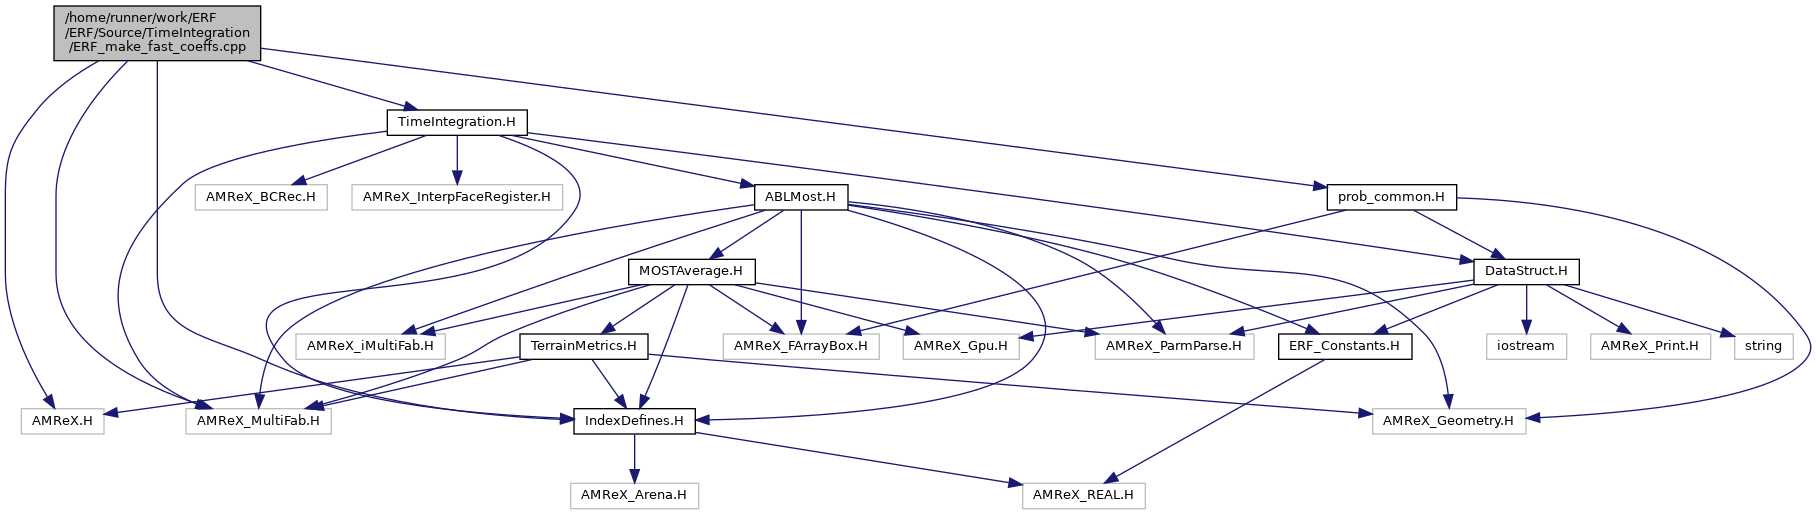 /home/runner/work/ERF
/ERF/Source/TimeIntegration
/ERF_make_fast_coeffs.cpp
TimeIntegration.H
AMReX_BCRec.H
AMReX_InterpFaceRegister.H
ABLMost.H
prob_common.H
MOSTAverage.H
DataStruct.H
AMReX_iMultiFab.H
TerrainMetrics.H
AMReX_FArrayBox.H
AMReX_Gpu.H
AMReX_ParmParse.H
ERF_Constants.H
iostream
AMReX_Print.H
string
AMReX.H
AMReX_MultiFab.H
IndexDefines.H
AMReX_Geometry.H
AMReX_Arena.H
AMReX_REAL.H